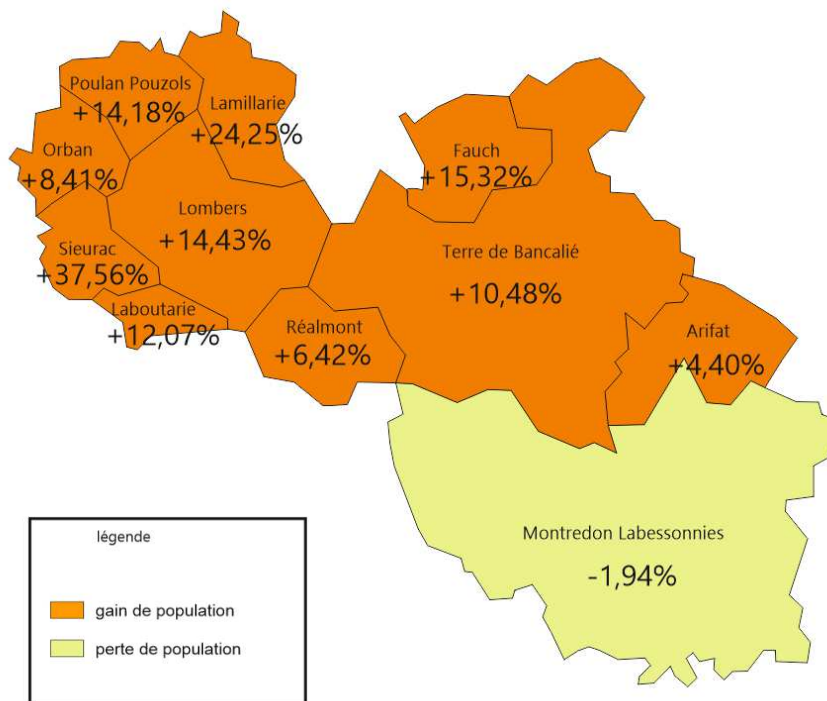 Poulan Pouzols
+14,18%
Lamillarie
+24,25%
Orban
+8,41%
Fauch
+15,32%
Lombers
+14,43%
Sieurac
+37,56%
Terre de Bancalié
+10,48%
Laboutarie
+12,07%
Réalmont
+6,42%
Arifat
+4,40%
Montredon Labessonnies
-1,94%
légende
gain de population
perte de population